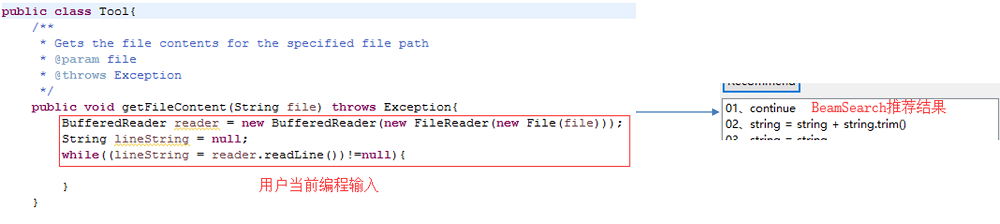 public class Tool{
/**
* Gets the file contents for the specified file path
* @param file
* @throws Exception
*/
public void getFileContent(String file) throws Exception{
BufferedReader reader = new BufferedReader(new FileReader(new File(file)));
String lineString = null;
while((lineString = reader.readLine())!=null){
}
用户当前编程输入
}
Recommend
01、continue BeamSearch推荐结果
02、string = string + string.trim()
03、string = string